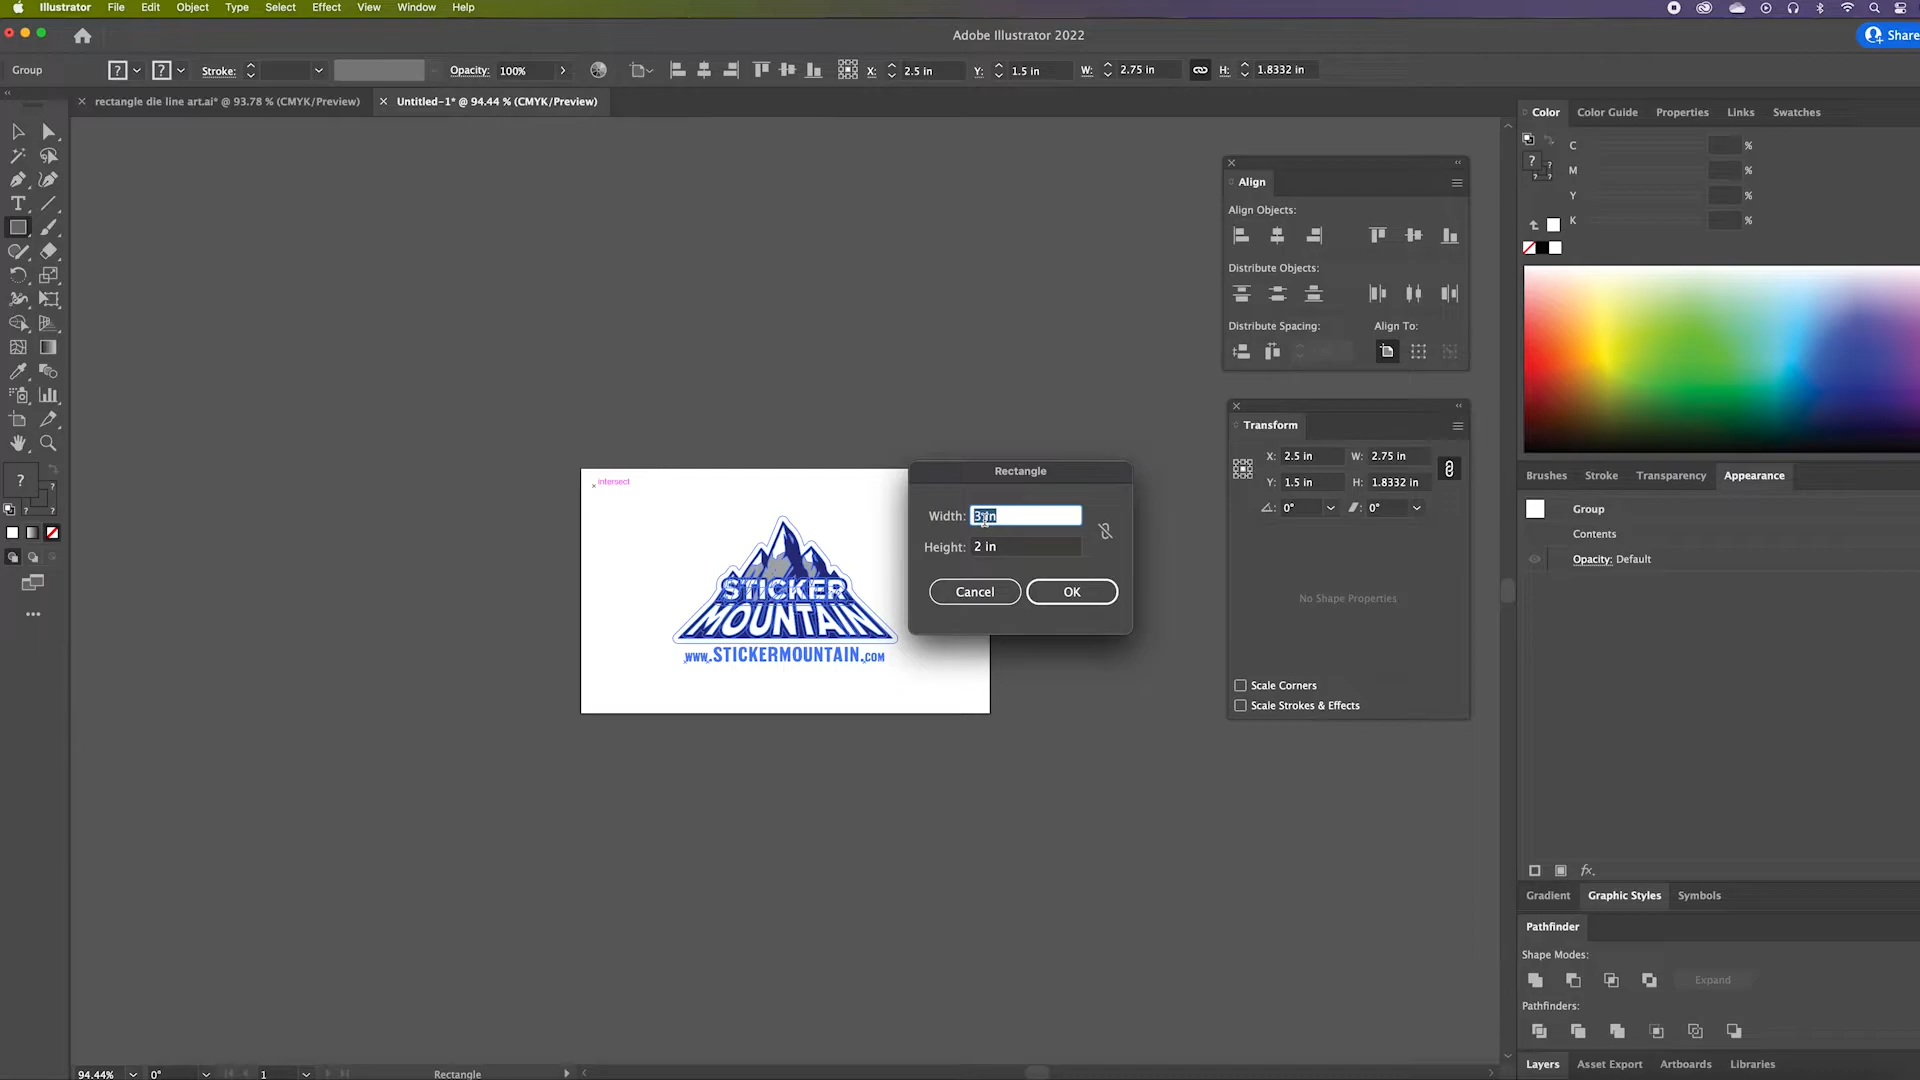 Illustrator File Edit Object Type Select Effect View Window Help
Adobe Illustrator 2022
Share
Group ? ? Stroke: Opacity: 100% X: 2.5 in Y: 1.5 in W: 2.75 in H: 1.8332 in
rectangle die line art.ai* @ 93.78 % (CMYK/Preview) Untitled-1* @ 94.44 % (CMYK/Preview)
Color Color Guide Properties Links Swatches
C %
M %
Y %
K %
Align
Align Objects:
Distribute Objects:
Distribute Spacing: Align To:
Transform
X: 2.5 in W: 2.75 in
Y: 1.5 in H: 1.8332 in
0° 0°
No Shape Properties
Scale Corners
Scale Strokes & Effects
intersect
STICKER
MOUNTAIN
www.STICKERMOUNTAIN.COM
Rectangle
Width: 3 in
Height: 2 in
Cancel OK
Brushes Stroke Transparency Appearance
Group
Contents
Opacity: Default
fx
Gradient Graphic Styles Symbols
Pathfinder
Shape Modes:
Expand
Pathfinders:
Layers Asset Export Artboards Libraries
94.44% 0° 1 Rectangle